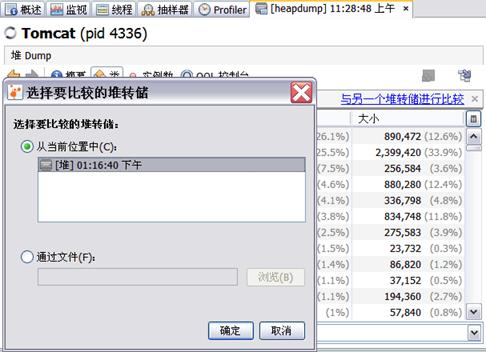 概述 监视 线程 抽样器 Profiler [heapdump] 11:28:48 上午 ×
Tomcat (pid 4336)
堆 Dump
摘要 类 实例数 OQL 控制台
与另一个堆转储进行比较
大小
26.1%) 890,472 (12.6%)
25.5%) 2,399,420 (33.9%)
(7.5%) 256,584 (3.6%)
(4.6%) 880,280 (12.4%)
(4.1%) 336,798 (4.8%)
(3.8%) 834,748 (11.8%)
(2.5%) 275,583 (3.9%)
(1.5%) 23,732 (0.3%)
(1.4%) 86,820 (1.2%)
(1.1%) 37,152 (0.5%)
(1.1%) 194,360 (2.7%)
(1%) 57,840 (0.8%)
选择要比较的堆转储
选择要比较的堆转储:
从当前位置中(C):
[堆] 01:16:40 下午
通过文件(F):
浏览(B)
确定 取消